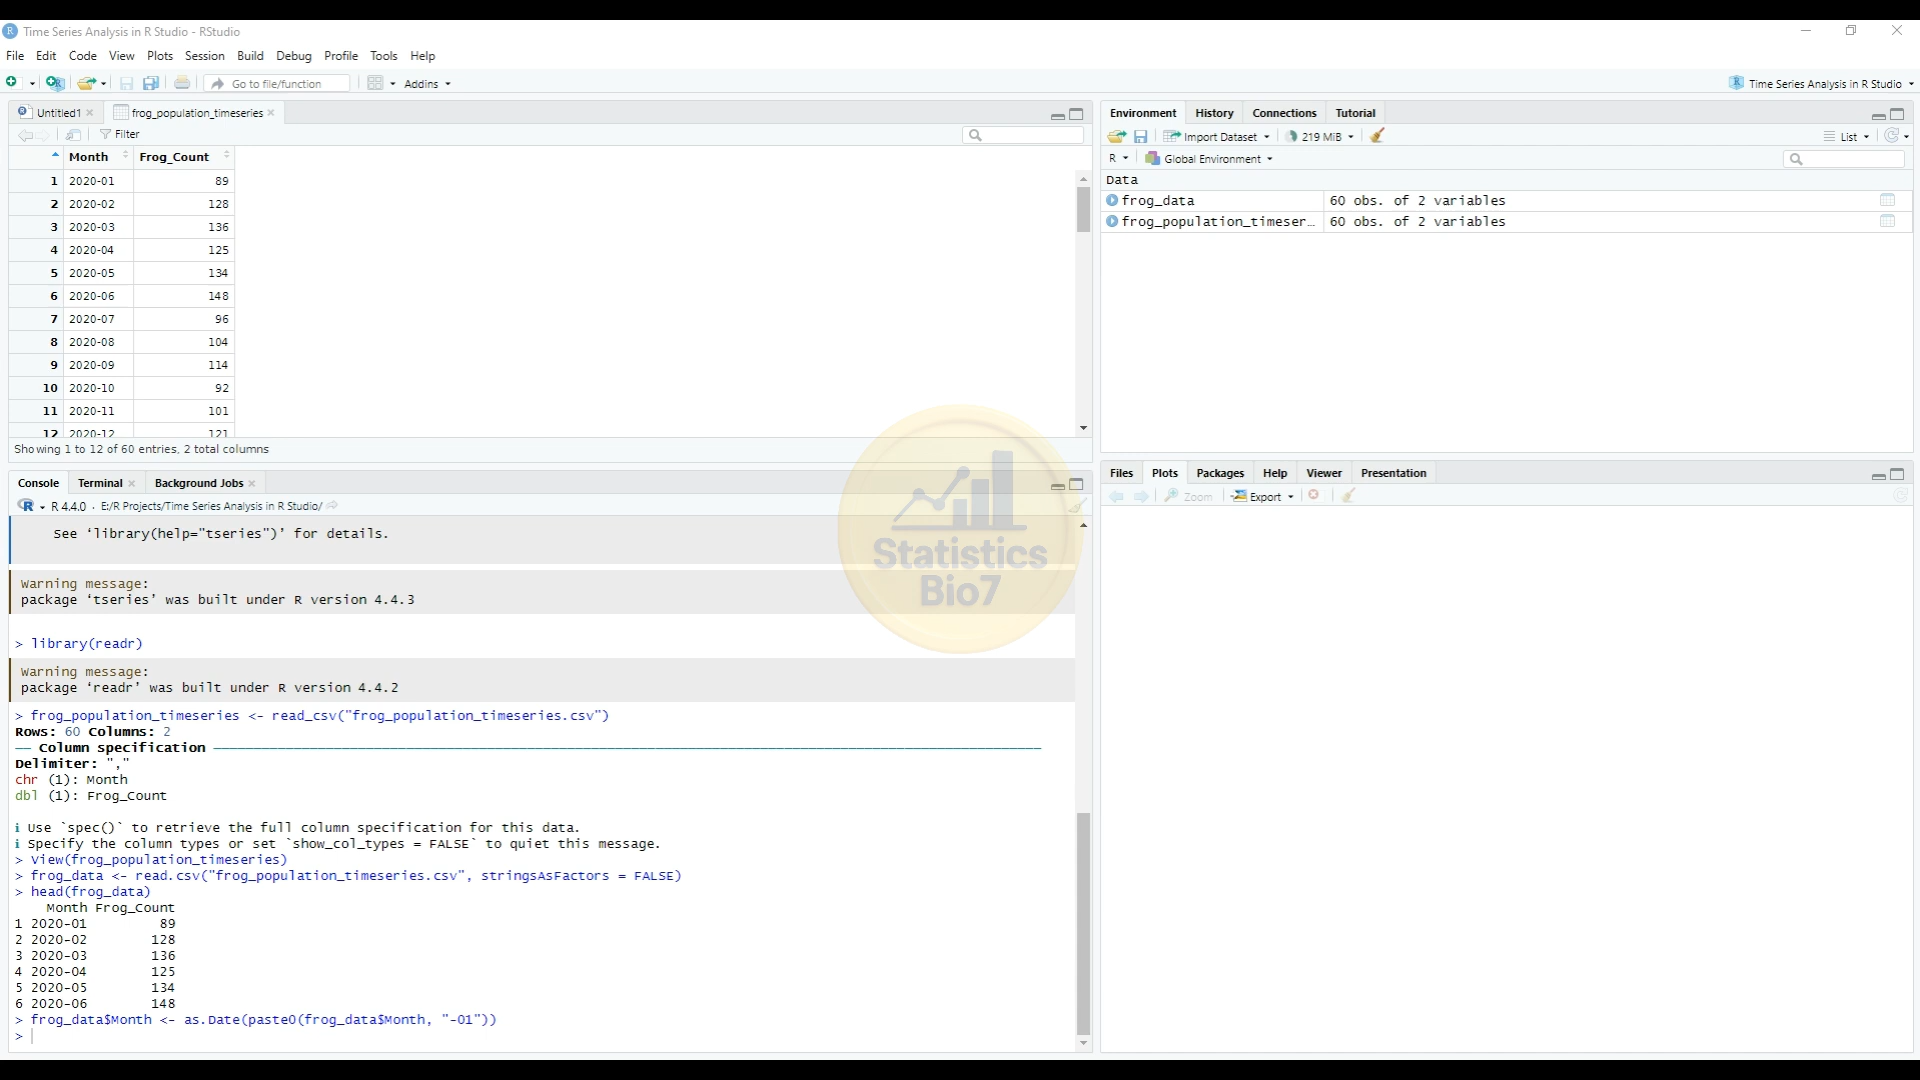 Time Series Analysis in R Studio - RStudio
File Edit Code View Plots Session Build Debug Profile Tools Help
Go to file/function Addins Time Series Analysis in R Studio
Untitled1 frog_population_timeseries
Filter
Month Frog_Count
1 2020-01 89
2 2020-02 128
3 2020-03 136
4 2020-04 125
5 2020-05 134
6 2020-06 148
7 2020-07 96
8 2020-08 104
9 2020-09 114
10 2020-10 92
11 2020-11 101
12 2020-12 121
Showing 1 to 12 of 60 entries, 2 total columns
Console Terminal Background Jobs
R 4.4.0 · E:/R Projects/Time Series Analysis in R Studio/
See ‘library(help="tseries")’ for details.
Warning message:
package ‘tseries’ was built under R version 4.4.3
> library(readr)
Warning message:
package ‘readr’ was built under R version 4.4.2
> frog_population_timeseries <- read_csv("frog_population_timeseries.csv")
Rows: 60 Columns: 2
── Column specification ────────────────────────
Delimiter: ","
chr (1): Month
dbl (1): Frog_Count
ℹ Use `spec()` to retrieve the full column specification for this data.
ℹ Specify the column types or set `show_col_types = FALSE` to quiet this message.
> View(frog_population_timeseries)
> frog_data <- read.csv("frog_population_timeseries.csv", stringsAsFactors = FALSE)
> head(frog_data)
Month Frog_Count
1 2020-01 89
2 2020-02 128
3 2020-03 136
4 2020-04 125
5 2020-05 134
6 2020-06 148
> frog_data$Month <- as.Date(paste0(frog_data$Month, "-01"))
>
Environment History Connections Tutorial
Import Dataset 219 MiB List
R Global Environment
Data
frog_data 60 obs. of 2 variables
frog_population_timeser… 60 obs. of 2 variables
Files Plots Packages Help Viewer Presentation
Zoom Export
Statistics
Bio7